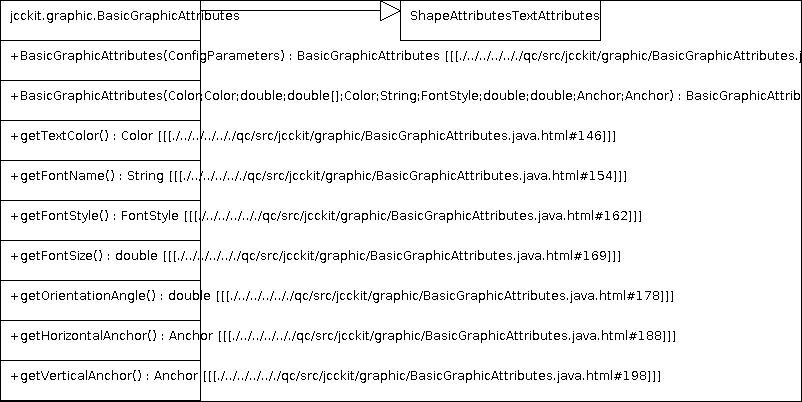 jcckit.graphic.BasicGraphicAttributes
ShapeAttributesTextAttributes
+BasicGraphicAttributes(ConfigParameters) : BasicGraphicAttributes [[[./../../../../../qc/src/jcckit/graphic/BasicGraphicAttributes.j
+BasicGraphicAttributes(Color;Color;double;double[];Color;String;FontStyle;double;double;Anchor;Anchor) : BasicGraphicAttrib
+getTextColor() : Color [[[./../../../../../qc/src/jcckit/graphic/BasicGraphicAttributes.java.html#146]]]
+getFontName() : String [[[./../../../../../qc/src/jcckit/graphic/BasicGraphicAttributes.java.html#154]]]
+getFontStyle() : FontStyle [[[./../../../../../qc/src/jcckit/graphic/BasicGraphicAttributes.java.html#162]]]
+getFontSize() : double [[[./../../../../../qc/src/jcckit/graphic/BasicGraphicAttributes.java.html#169]]]
+getOrientationAngle() : double [[[./../../../../../qc/src/jcckit/graphic/BasicGraphicAttributes.java.html#178]]]
+getHorizontalAnchor() : Anchor [[[./../../../../../qc/src/jcckit/graphic/BasicGraphicAttributes.java.html#188]]]
+getVerticalAnchor() : Anchor [[[./../../../../../qc/src/jcckit/graphic/BasicGraphicAttributes.java.html#198]]]